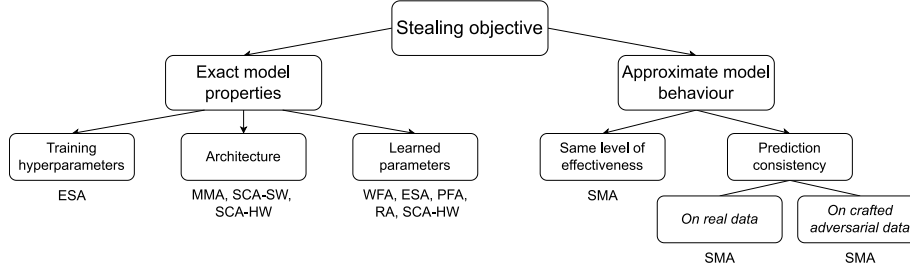 Stealing objective
Exact model
properties
Approximate model
behaviour
Training
hyperparameters
Architecture
Learned
parameters
Same level of
effectiveness
Prediction
consistency
ESA
MMA, SCA-SW,
SCA-HW
WFA, ESA, PFA,
RA, SCA-HW
SMA
On real data
On crafted
adversarial data
SMA
SMA